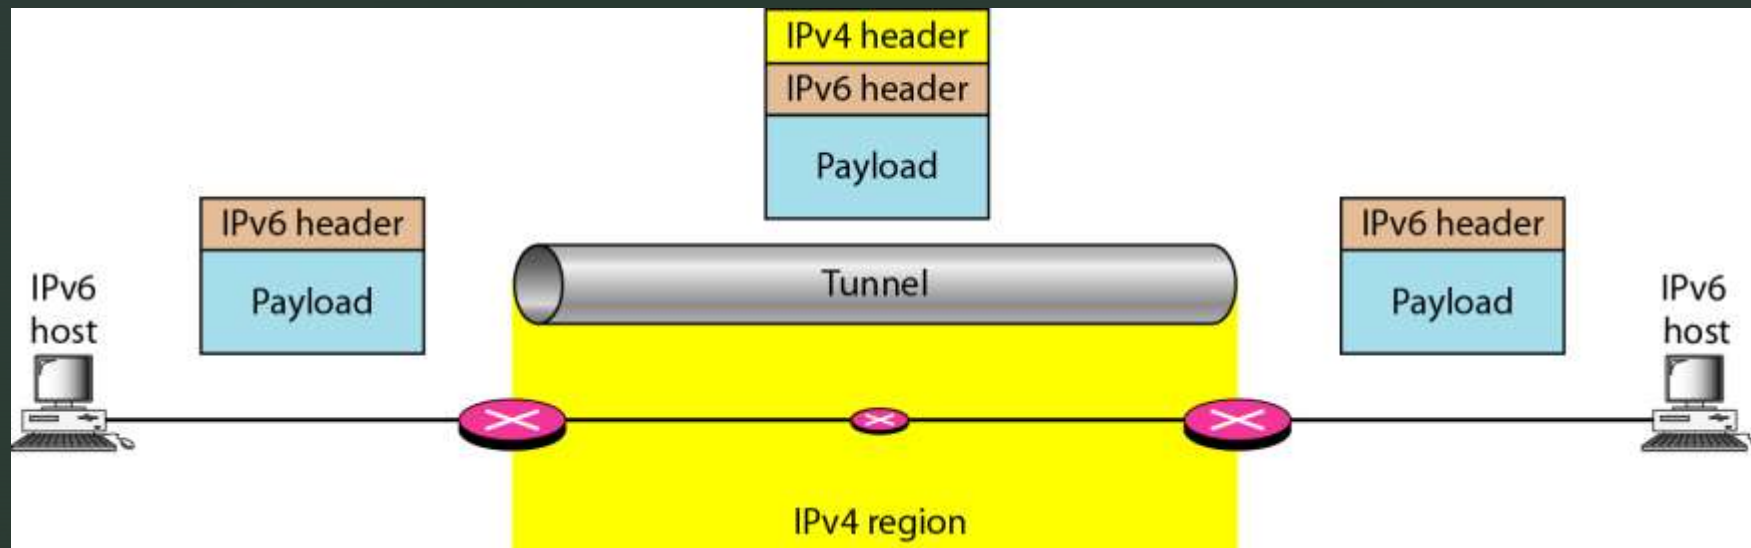 IPv4 header
IPv6 header
Payload
IPv6 header
Payload
IPv6 header
Payload
IPv6
host
Tunnel
IPv6
host
IPv4 region